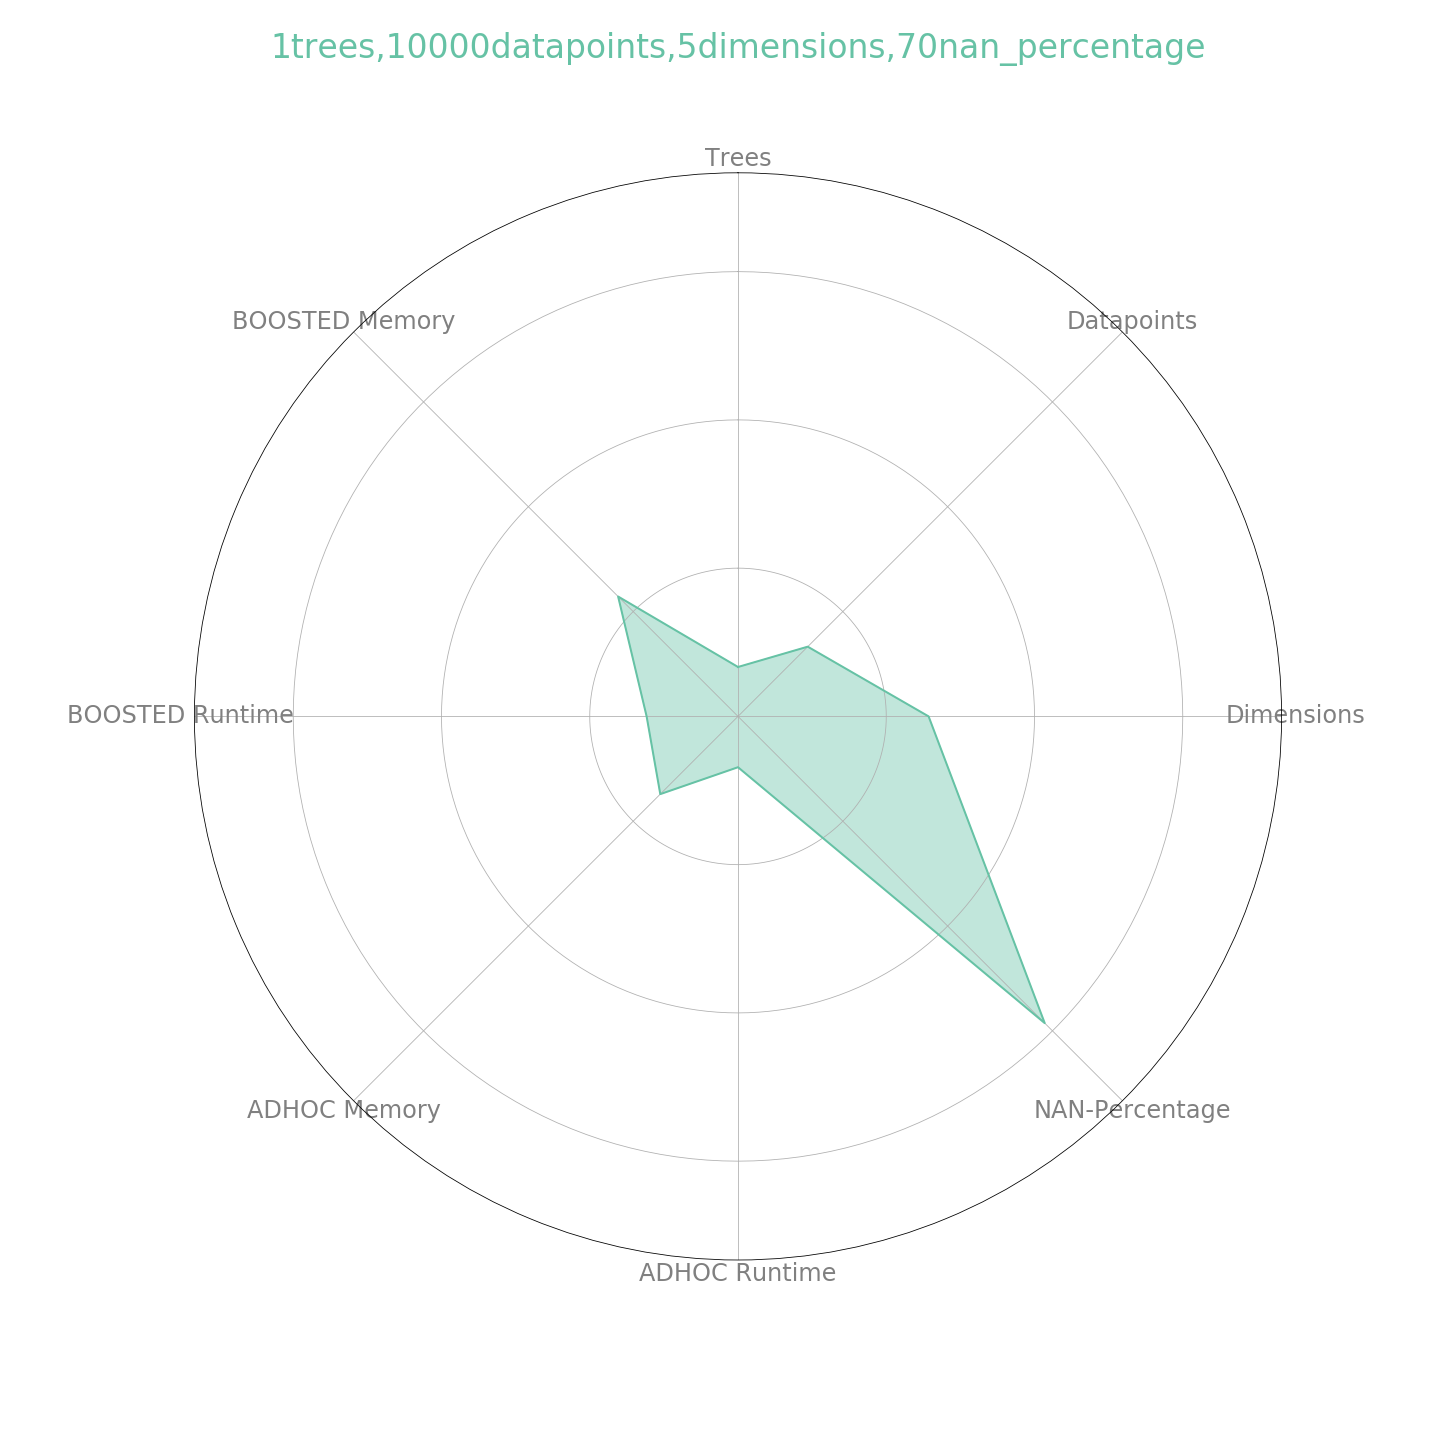 1trees,10000datapoints,5dimensions,70nan_percentage
Trees
BOOSTED Memory
Datapoints
BOOSTED Runtime
Dimensions
ADHOC Memory
NAN-Percentage
ADHOC Runtime